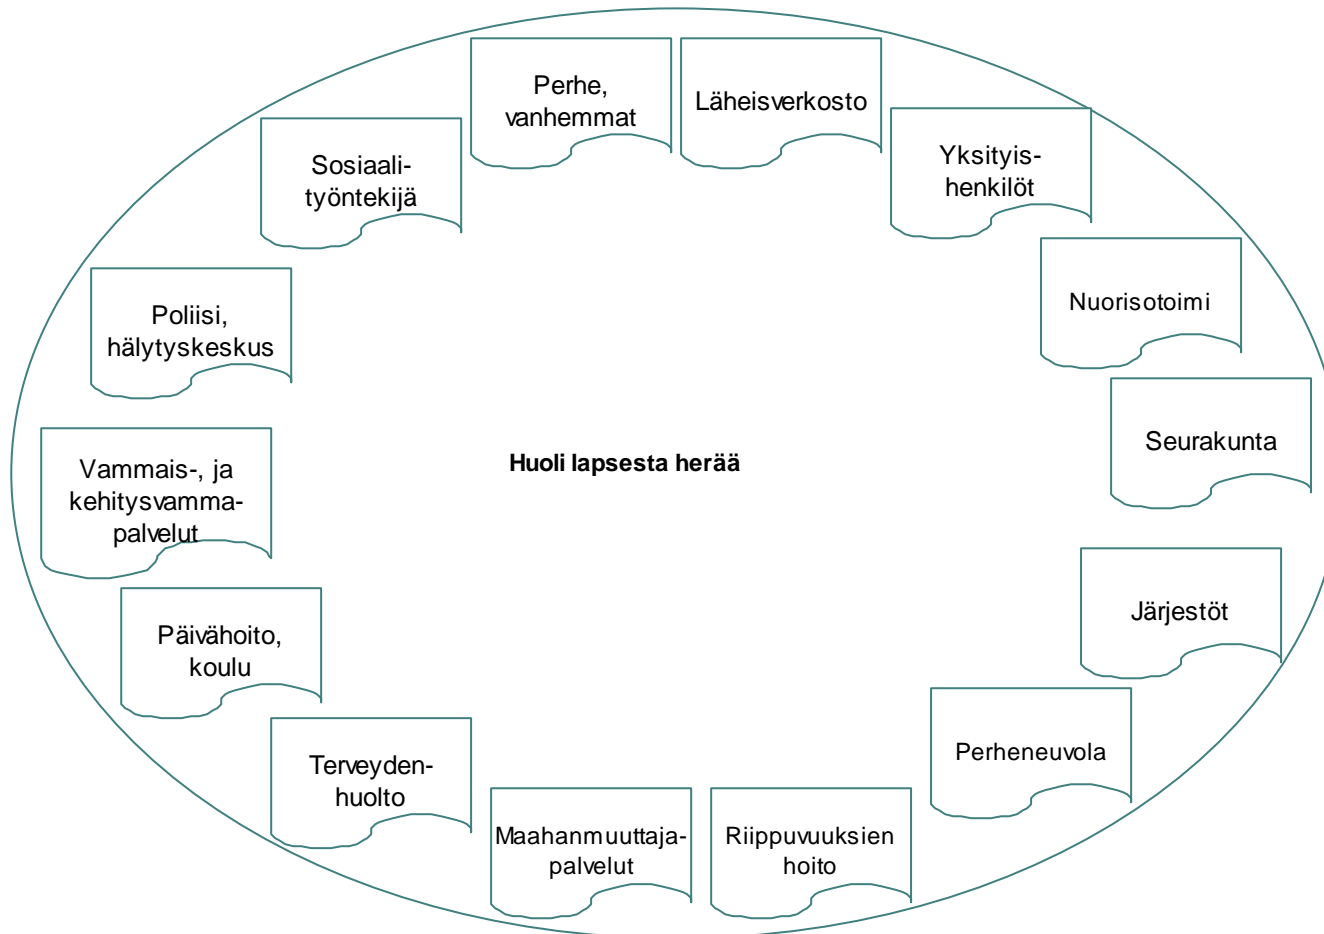 Perhe,
vanhemmat
Läheisverkosto
Yksityis-
henkilöt
Sosiaali-
työntekijä
Nuorisotoimi
Poliisi,
hälytyskeskus
Seurakunta
Huoli lapsesta herää
Vammais-, ja
kehitysvamma-
palvelut
Järjestöt
Päivähoito,
koulu
Perheneuvola
Terveyden-
huolto
Maahanmuuttaja-
palvelut
Riippuvuuksien
hoito